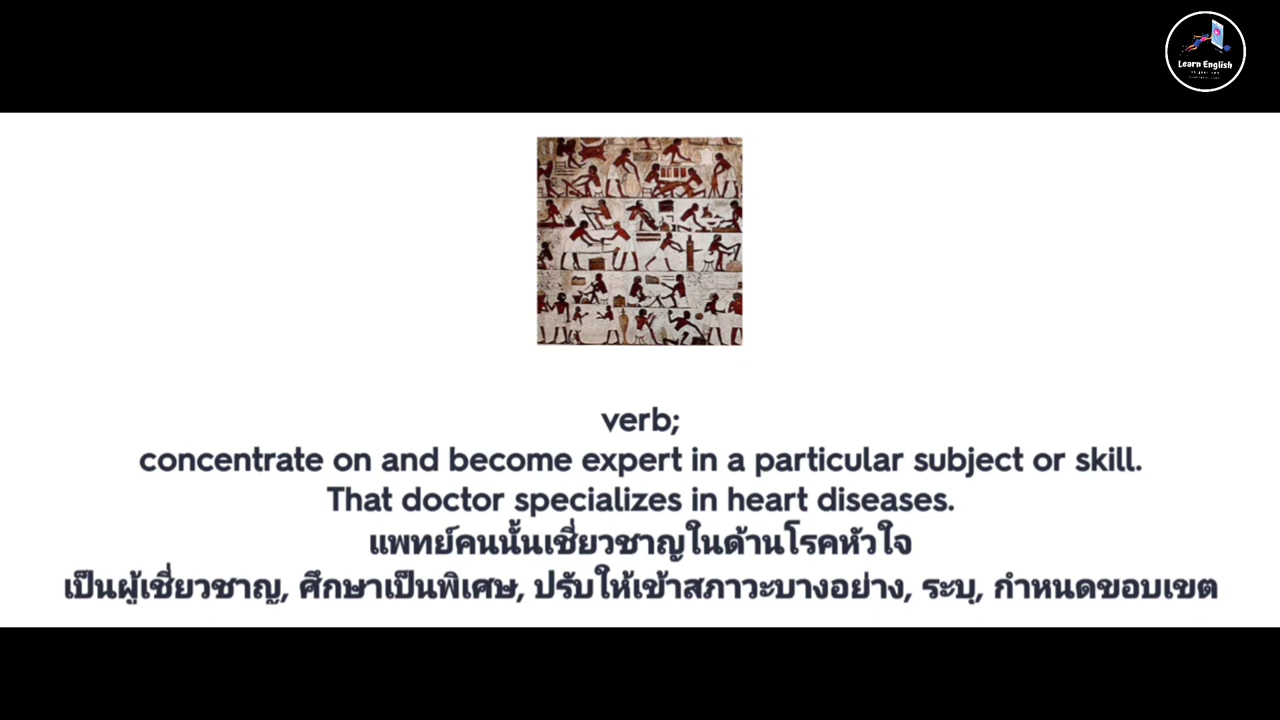 Learn English
verb;
concentrate on and become expert in a particular subject or skill.
That doctor specializes in heart diseases.
แพทย์คนนั้นเชี่ยวชาญในด้านโรคหัวใจ
เป็นผู้เชี่ยวชาญ, ศึกษาเป็นพิเศษ, ปรับให้เข้าสภาวะบางอย่าง, ระบุ, กำหนดขอบเขต